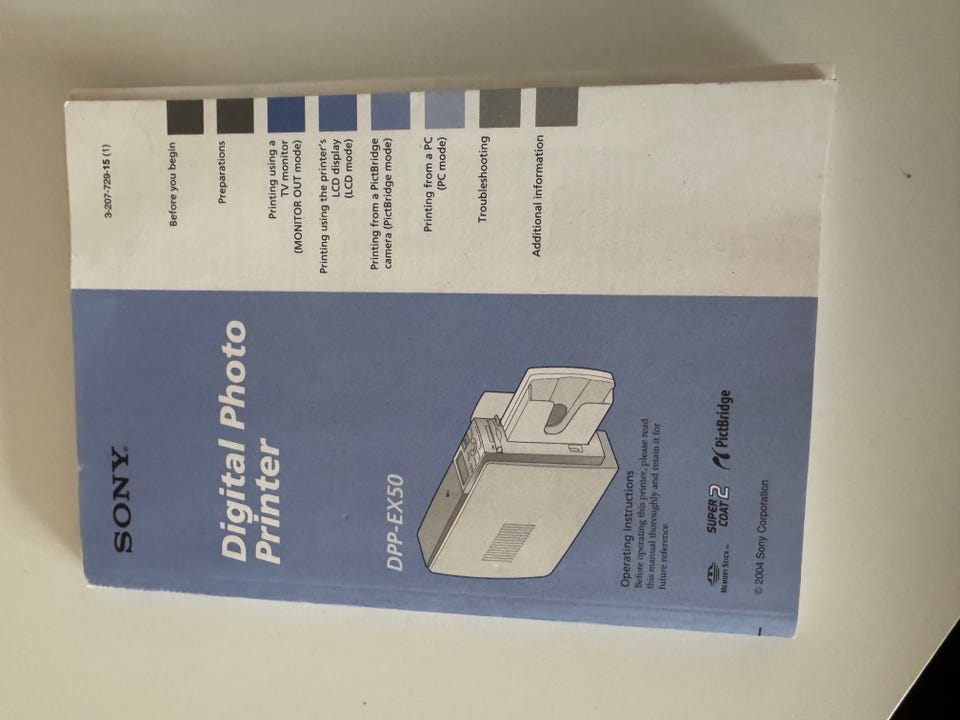 SONY
3-207-729-15 (1)
Digital Photo
Printer
DPP-EX50
Before you begin
Preparations
Printing using a
TV monitor
(MONITOR OUT mode)
Printing using the printer's
LCD display
(LCD mode)
Printing from a PictBridge
camera (PictBridge mode)
Printing from a PC
(PC mode)
Troubleshooting
Additional information
Operating Instructions
Before operating this printer, please read
this manual thoroughly and retain it for
future reference.
MEMORY STICK™
SUPER
COAT 2
PictBridge
© 2004 Sony Corporation